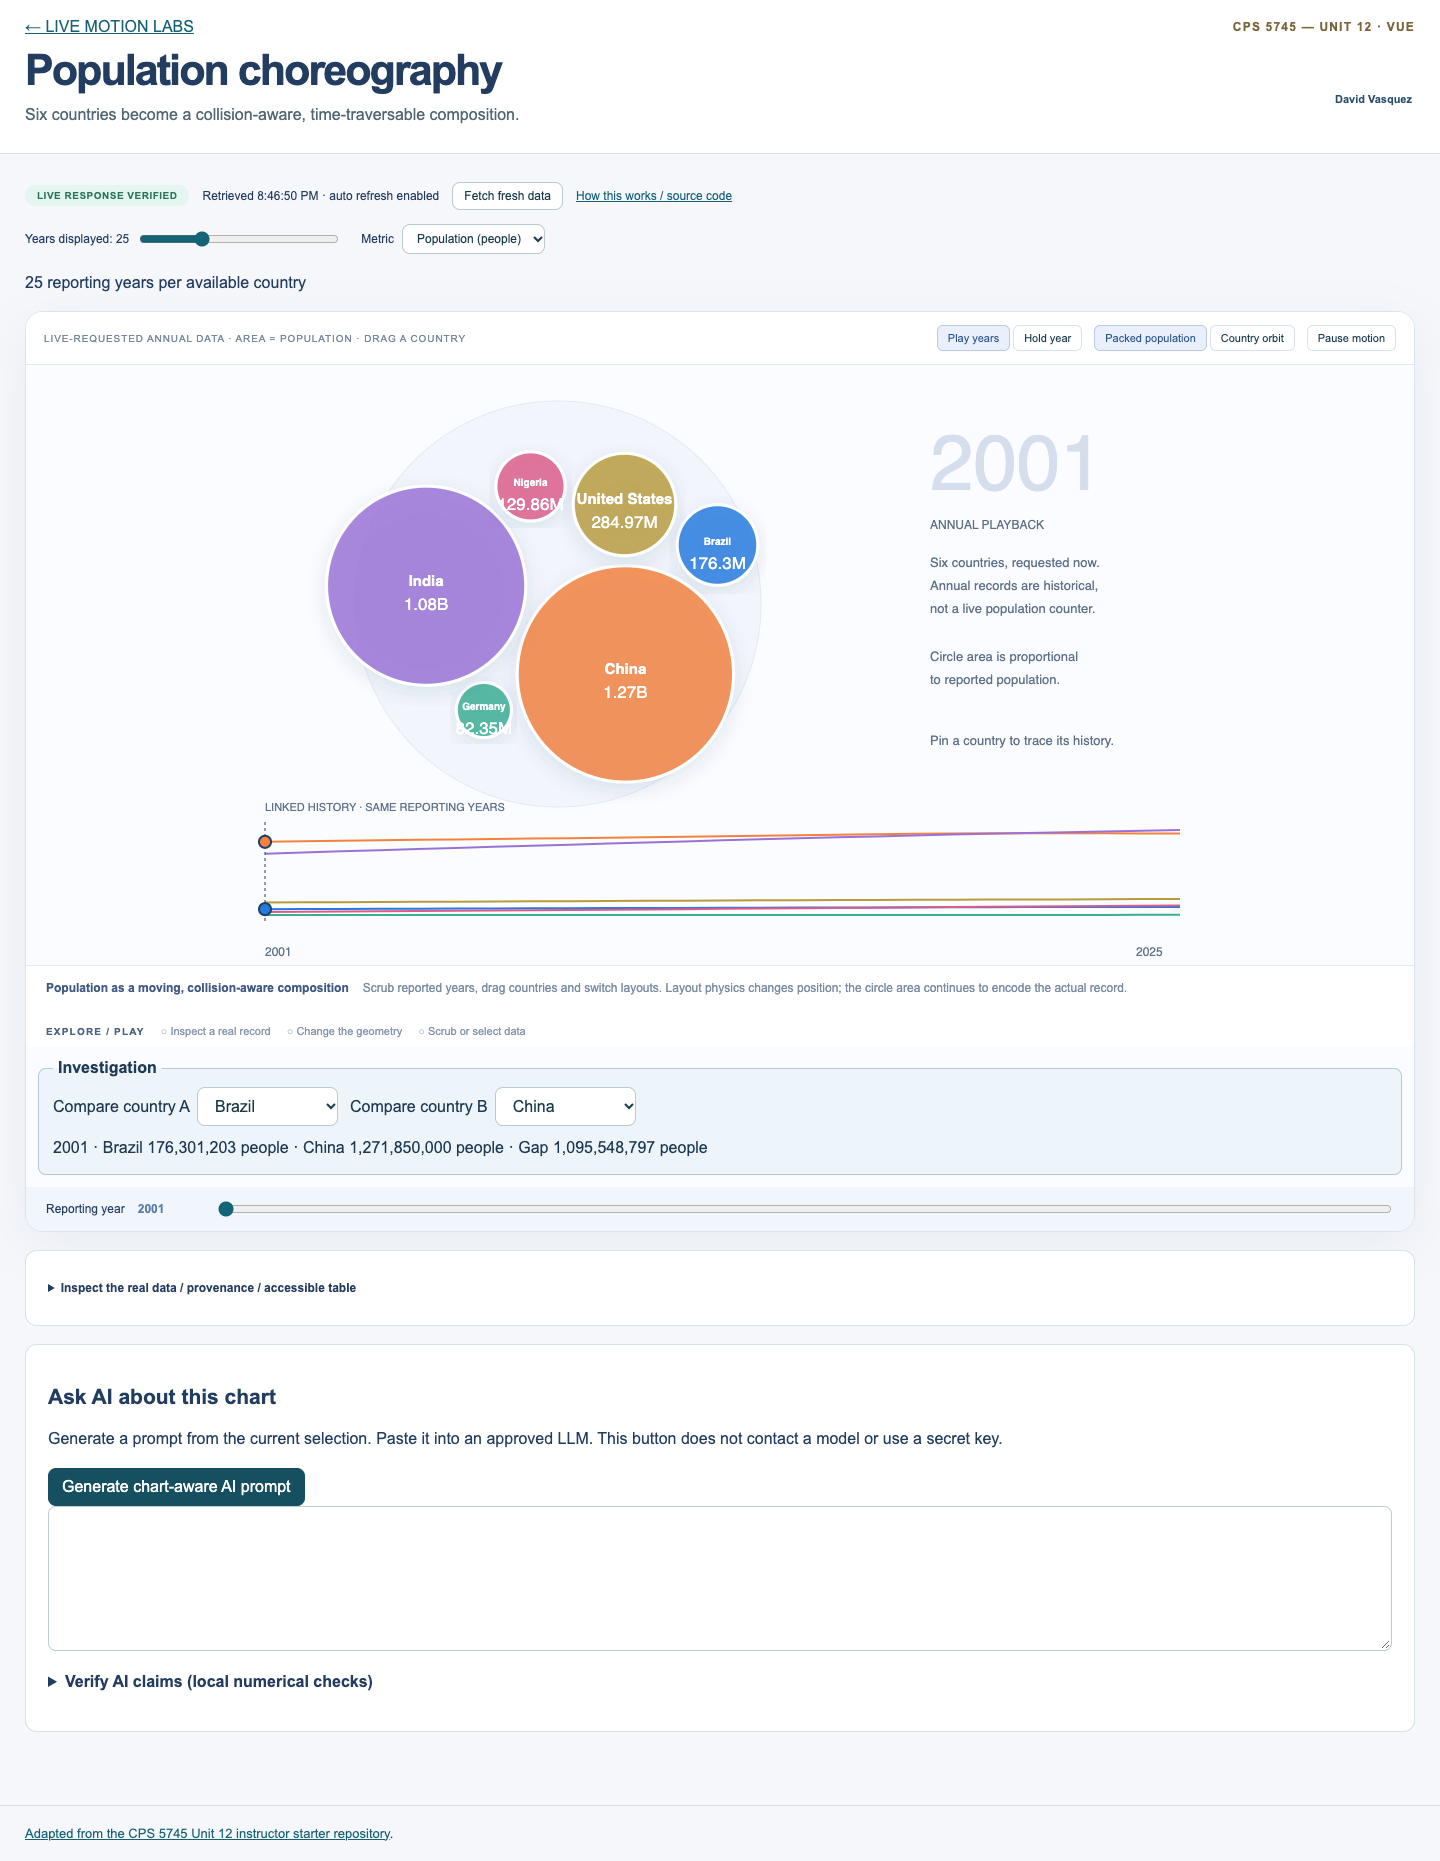 ← LIVE MOTION LABS
CPS 5745 — UNIT 12 · VUE
Population choreography
David Vasquez
Six countries become a collision-aware, time-traversable composition.
LIVE RESPONSE VERIFIED Retrieved 8:46:50 PM · auto refresh enabled Fetch fresh data How this works / source code
Years displayed: 25 Metric Population (people)
25 reporting years per available country
LIVE-REQUESTED ANNUAL DATA · AREA = POPULATION · DRAG A COUNTRY
Play years Hold year Packed population Country orbit Pause motion
Nigeria
129.86M
United States
284.97M
Brazil
176.3M
India
1.08B
China
1.27B
Germany
82.35M
2001
ANNUAL PLAYBACK
Six countries, requested now.
Annual records are historical,
not a live population counter.
Circle area is proportional
to reported population.
Pin a country to trace its history.
LINKED HISTORY · SAME REPORTING YEARS
2001 2025
Population as a moving, collision-aware composition Scrub reported years, drag countries and switch layouts. Layout physics changes position; the circle area continues to encode the actual record.
EXPLORE / PLAY ○ Inspect a real record ○ Change the geometry ○ Scrub or select data
Investigation
Compare country A Brazil Compare country B China
2001 · Brazil 176,301,203 people · China 1,271,850,000 people · Gap 1,095,548,797 people
Reporting year 2001
▶ Inspect the real data / provenance / accessible table
Ask AI about this chart
Generate a prompt from the current selection. Paste it into an approved LLM. This button does not contact a model or use a secret key.
Generate chart-aware AI prompt
▶ Verify AI claims (local numerical checks)
Adapted from the CPS 5745 Unit 12 instructor starter repository.